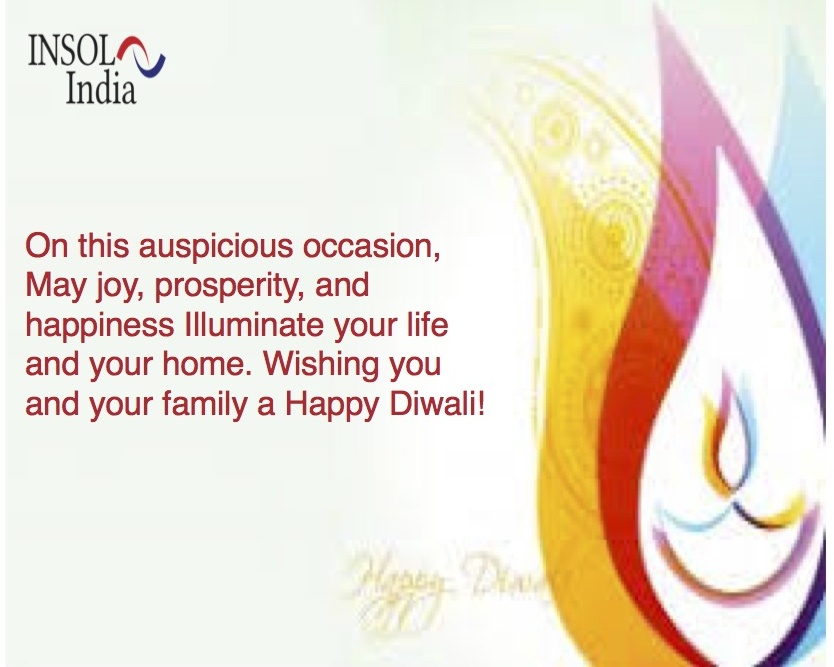 INSOL
India
On this auspicious occasion,
May joy, prosperity, and
happiness Illuminate your life
and your home. Wishing you
and your family a Happy Diwali!
Happy Diwali